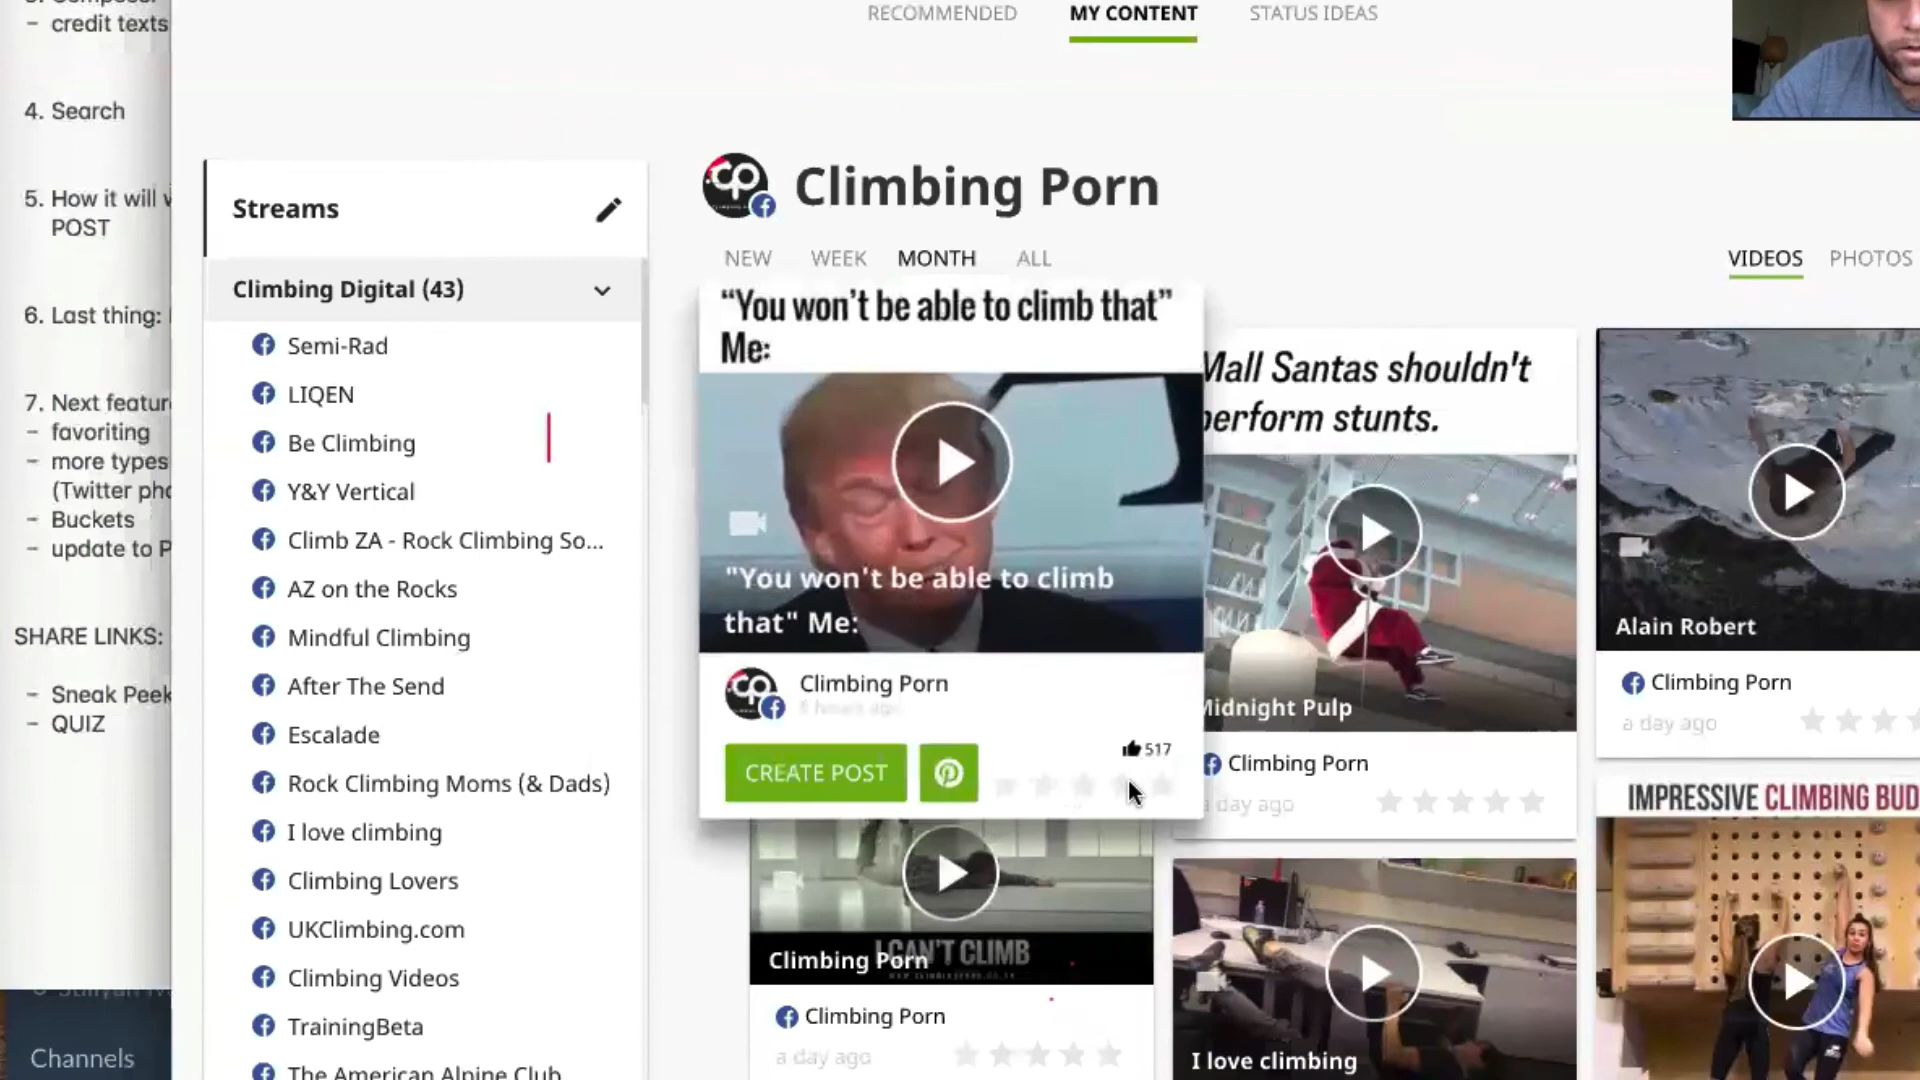 - credit texts
4. Search
5. How it will
POST
6. Last thing:
7. Next featur
- favoriting
- more types
(Twitter pho
- Buckets
- update to P
SHARE LINKS:
- Sneak Peek
- QUIZ
Channels
RECOMMENDED
MY CONTENT
STATUS IDEAS
Streams
Climbing Digital (43)
Semi-Rad
LIQEN
Be Climbing
Y&Y Vertical
Climb ZA - Rock Climbing So...
AZ on the Rocks
Mindful Climbing
After The Send
Escalade
Rock Climbing Moms (& Dads)
I love climbing
Climbing Lovers
UKClimbing.com
Climbing Videos
TrainingBeta
The American Alpine Club
cp
Climbing Porn
NEW WEEK MONTH ALL
VIDEOS PHOTOS
“You won’t be able to climb that”
Me:
"You won't be able to climb
that" Me:
cp
Climbing Porn
5 hours ago
517
CREATE POST
Mall Santas shouldn't
perform stunts.
Midnight Pulp
Climbing Porn
a day ago
Alain Robert
Climbing Porn
a day ago
I CAN'T CLIMB
Climbing Porn
Climbing Porn
a day ago
I love climbing
IMPRESSIVE CLIMBING BUD